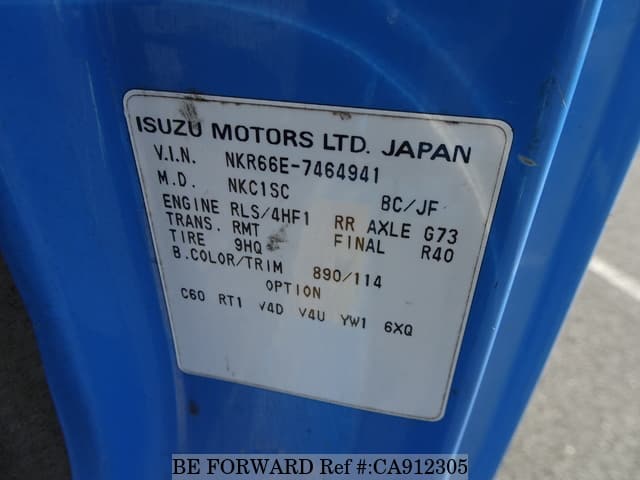 ISUZU MOTORS LTD. JAPAN
V.I.N. NKR66E-7464941
M.D. NKC1SC BC/JF
ENGINE RLS/4HF1 RR AXLE G73
TRANS. RMT FINAL R40
TIRE 9HQ
B.COLOR/TRIM 890/114
OPTION
C60 RT1 V4D V4U YW1 6XQ
BE FORWARD Ref #:CA912305